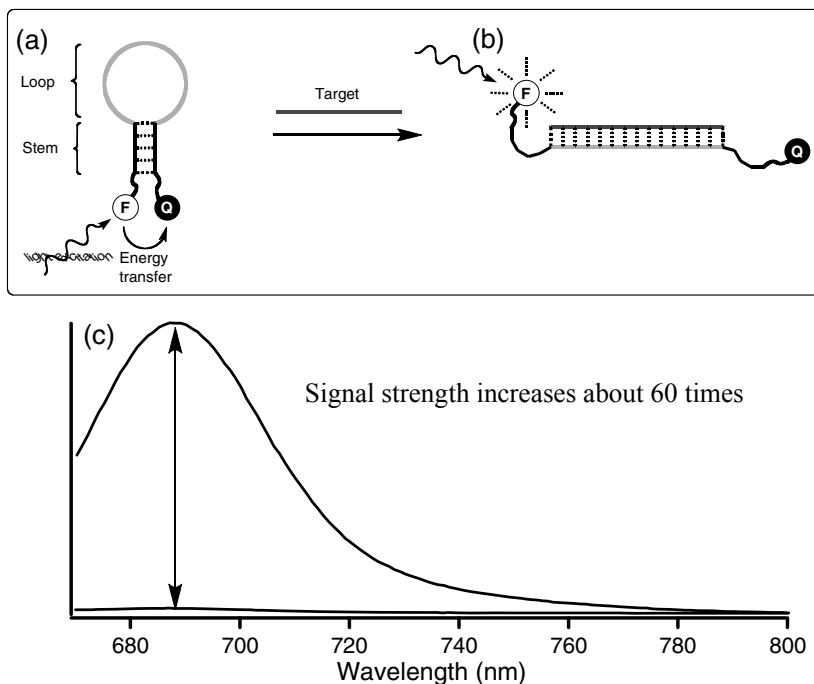 (a)
Loop
Stem
F
Q
Energy
transfer
Target
(b)
F
Q
(c)
Signal strength increases about 60 times
680 700 720 740 760 780 800
Wavelength (nm)